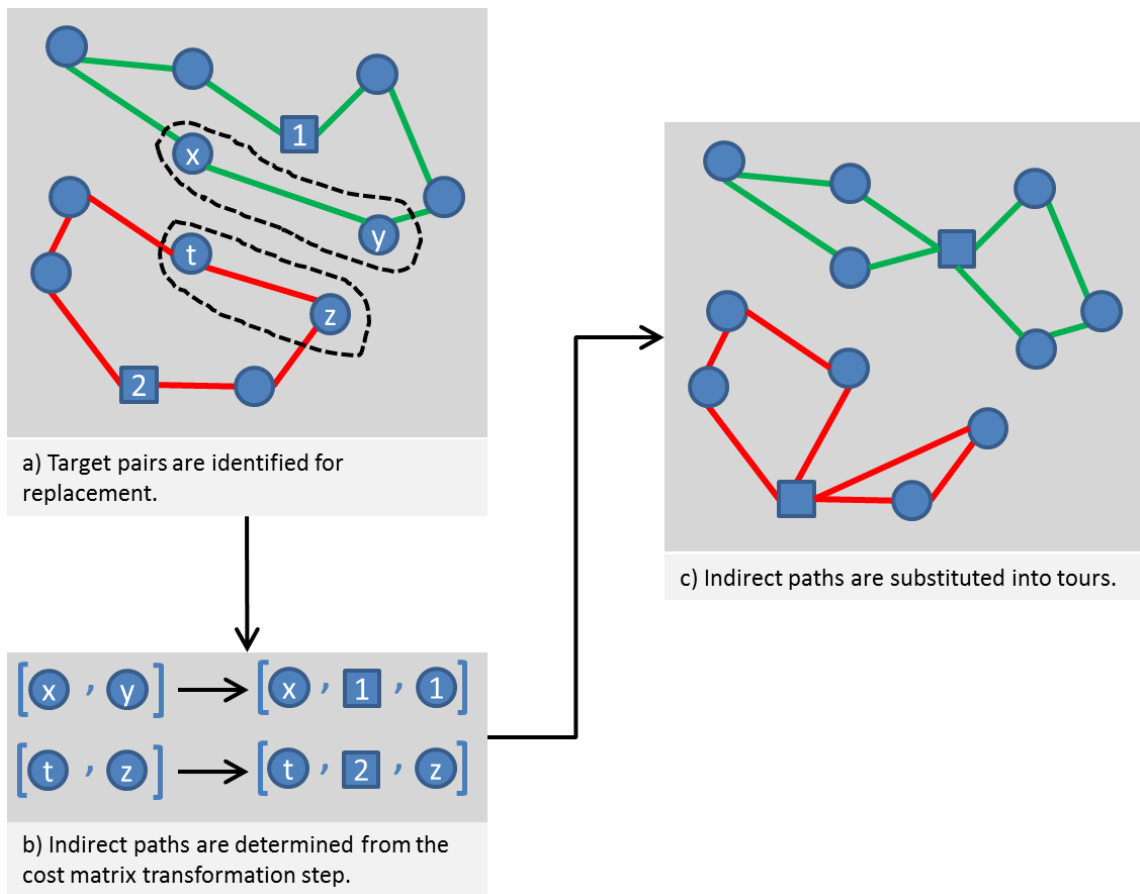 1
x
y
t
z
2
a) Target pairs are identified for
replacement.
[x , y] [x , 1 , 1]
[t , z] [t , 2 , z]
b) Indirect paths are determined from the
cost matrix transformation step.
c) Indirect paths are substituted into tours.